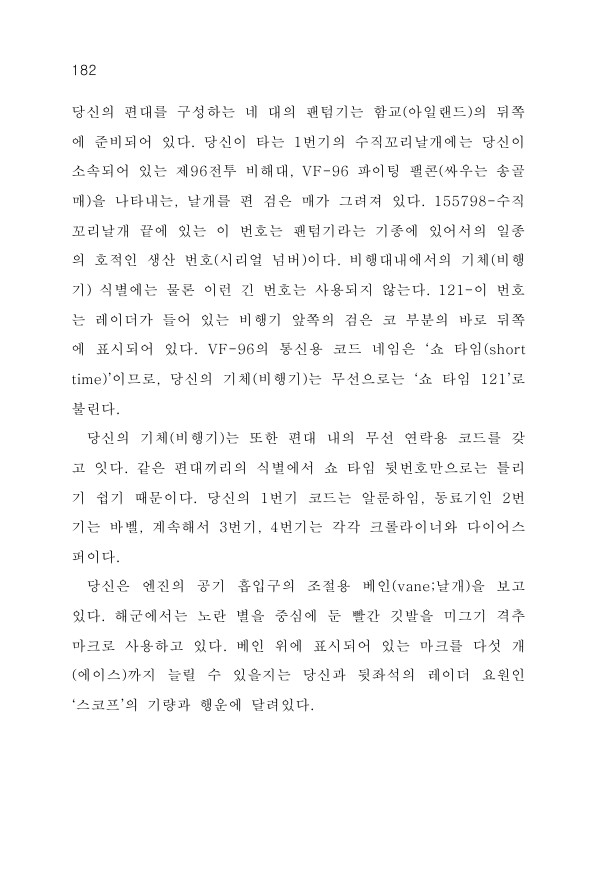 182
당신의 편대를 구성하는 네 대의 팬텀기는 함교(아일랜드)의 뒤쪽
에 준비되어 있다. 당신이 타는 1번기의 수직꼬리날개에는 당신이
소속되어 있는 제96전투 비해대, VF-96 파이팅 펠콘(싸우는 송골
매)을 나타내는, 날개를 편 검은 매가 그려져 있다. 155798-수직
꼬리날개 끝에 있는 이 번호는 팬텀기라는 기종에 있어서의 일종
의 호적인 생산 번호(시리얼 넘버)이다. 비행대내에서의 기체(비행
기) 식별에는 물론 이런 긴 번호는 사용되지 않는다. 121-이 번호
는 레이더가 들어 있는 비행기 앞쪽의 검은 코 부분의 바로 뒤쪽
에 표시되어 있다. VF-96의 통신용 코드 네임은 ‘쇼 타임(short
time)’이므로, 당신의 기체(비행기)는 무선으로는 ‘쇼 타임 121’로
불린다.
당신의 기체(비행기)는 또한 편대 내의 무선 연락용 코드를 갖
고 잇다. 같은 편대끼리의 식별에서 쇼 타임 뒷번호만으로는 틀리
기 쉽기 때문이다. 당신의 1번기 코드는 알룬하임, 동료기인 2번
기는 바벨, 계속해서 3번기, 4번기는 각각 크롤라이너와 다이어스
퍼이다.
당신은 엔진의 공기 흡입구의 조절용 베인(vane;날개)을 보고
있다. 해군에서는 노란 별을 중심에 둔 빨간 깃발을 미그기 격추
마크로 사용하고 있다. 베인 위에 표시되어 있는 마크를 다섯 개
(에이스)까지 늘릴 수 있을지는 당신과 뒷좌석의 레이더 요원인
‘스코프’의 기량과 행운에 달려있다.